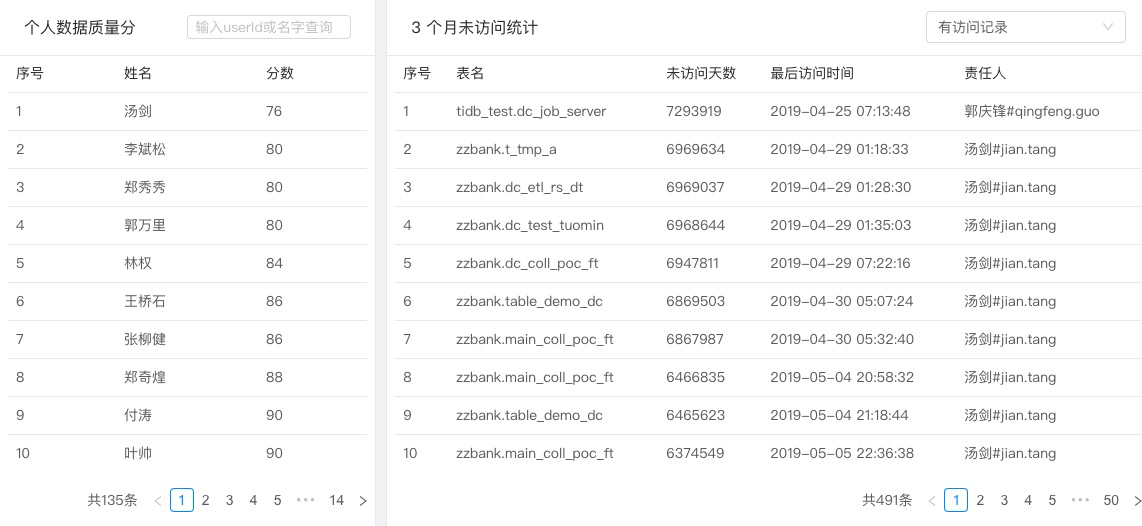 个人数据质量分
输入userId或名字查询
序号 姓名 分数
1 汤剑 76
2 李斌松 80
3 郑秀秀 80
4 郭万里 80
5 林权 84
6 王桥石 86
7 张柳健 86
8 郑奇煌 88
9 付涛 90
10 叶帅 90
共135条 < 1 2 3 4 5 ••• 14 >
3 个月未访问统计
有访问记录
序号 表名 未访问天数 最后访问时间 责任人
1 tidb_test.dc_job_server 7293919 2019-04-25 07:13:48 郭庆锋#qingfeng.guo
2 zzbank.t_tmp_a 6969634 2019-04-29 01:18:33 汤剑#jian.tang
3 zzbank.dc_etl_rs_dt 6969037 2019-04-29 01:28:30 汤剑#jian.tang
4 zzbank.dc_test_tuomin 6968644 2019-04-29 01:35:03 汤剑#jian.tang
5 zzbank.dc_coll_poc_ft 6947811 2019-04-29 07:22:16 汤剑#jian.tang
6 zzbank.table_demo_dc 6869503 2019-04-30 05:07:24 汤剑#jian.tang
7 zzbank.main_coll_poc_ft 6867987 2019-04-30 05:32:40 汤剑#jian.tang
8 zzbank.main_coll_poc_ft 6466835 2019-05-04 20:58:32 汤剑#jian.tang
9 zzbank.table_demo_dc 6465623 2019-05-04 21:18:44 汤剑#jian.tang
10 zzbank.main_coll_poc_ft 6374549 2019-05-05 22:36:38 汤剑#jian.tang
共491条 < 1 2 3 4 5 ••• 50 >